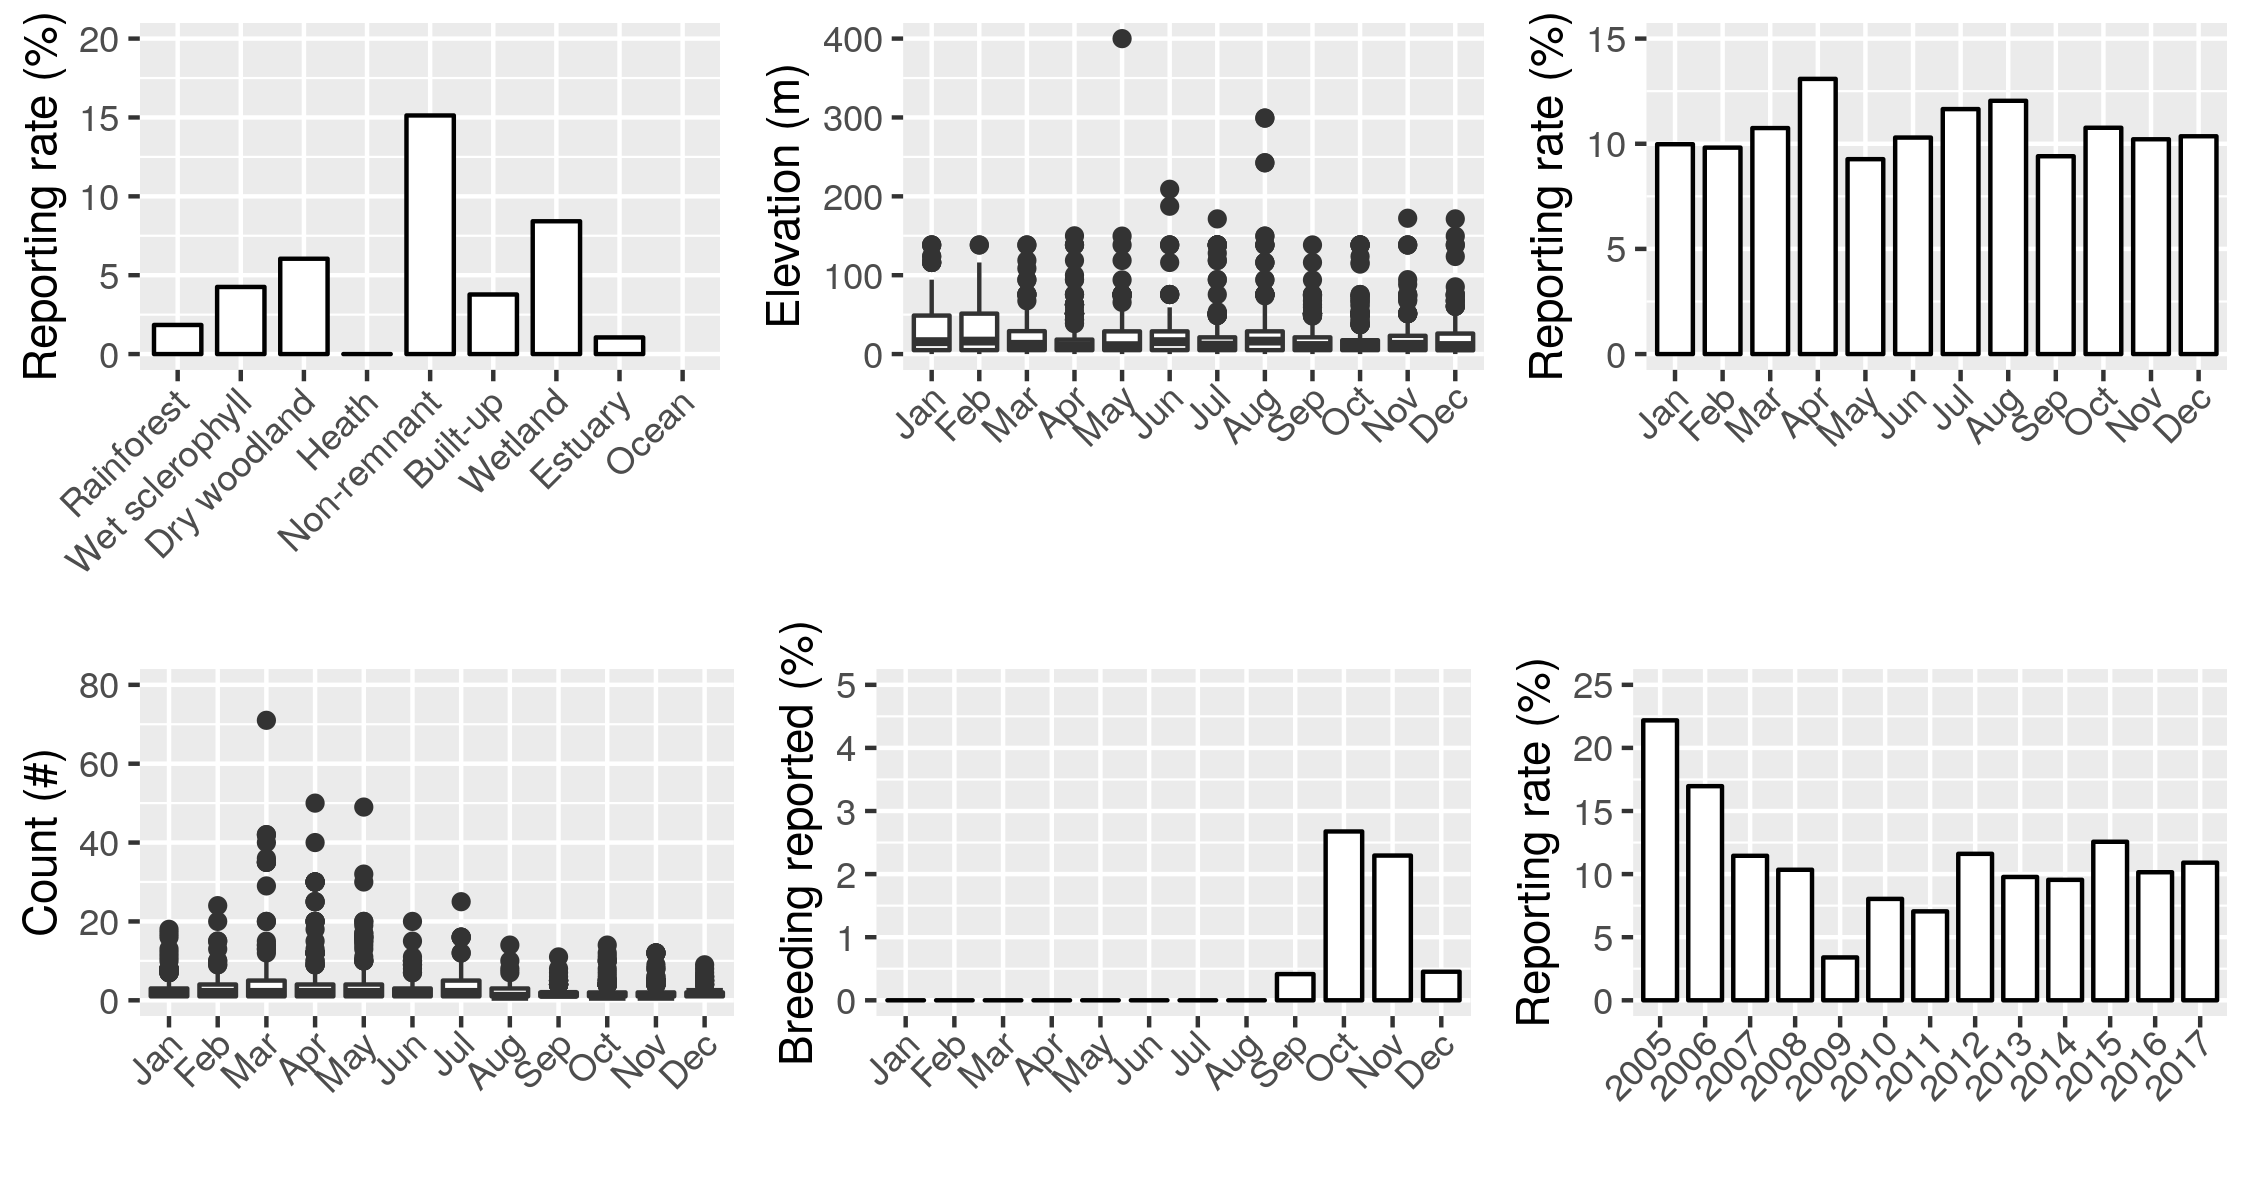 Reporting rate (%)
20
15
10
5
0
Rainforest
Wet sclerophyll
Dry woodland
Heath
Non-remnant
Built-up
Wetland
Estuary
Ocean
Elevation (m)
400
300
200
100
0
Jan
Feb
Mar
Apr
May
Jun
Jul
Aug
Sep
Oct
Nov
Dec
Reporting rate (%)
15
10
5
0
Jan
Feb
Mar
Apr
May
Jun
Jul
Aug
Sep
Oct
Nov
Dec
Count (#)
80
60
40
20
0
Jan
Feb
Mar
Apr
May
Jun
Jul
Aug
Sep
Oct
Nov
Dec
Breeding reported (%)
5
4
3
2
1
0
Jan
Feb
Mar
Apr
May
Jun
Jul
Aug
Sep
Oct
Nov
Dec
Reporting rate (%)
25
20
15
10
5
0
2005
2006
2007
2008
2009
2010
2011
2012
2013
2014
2015
2016
2017